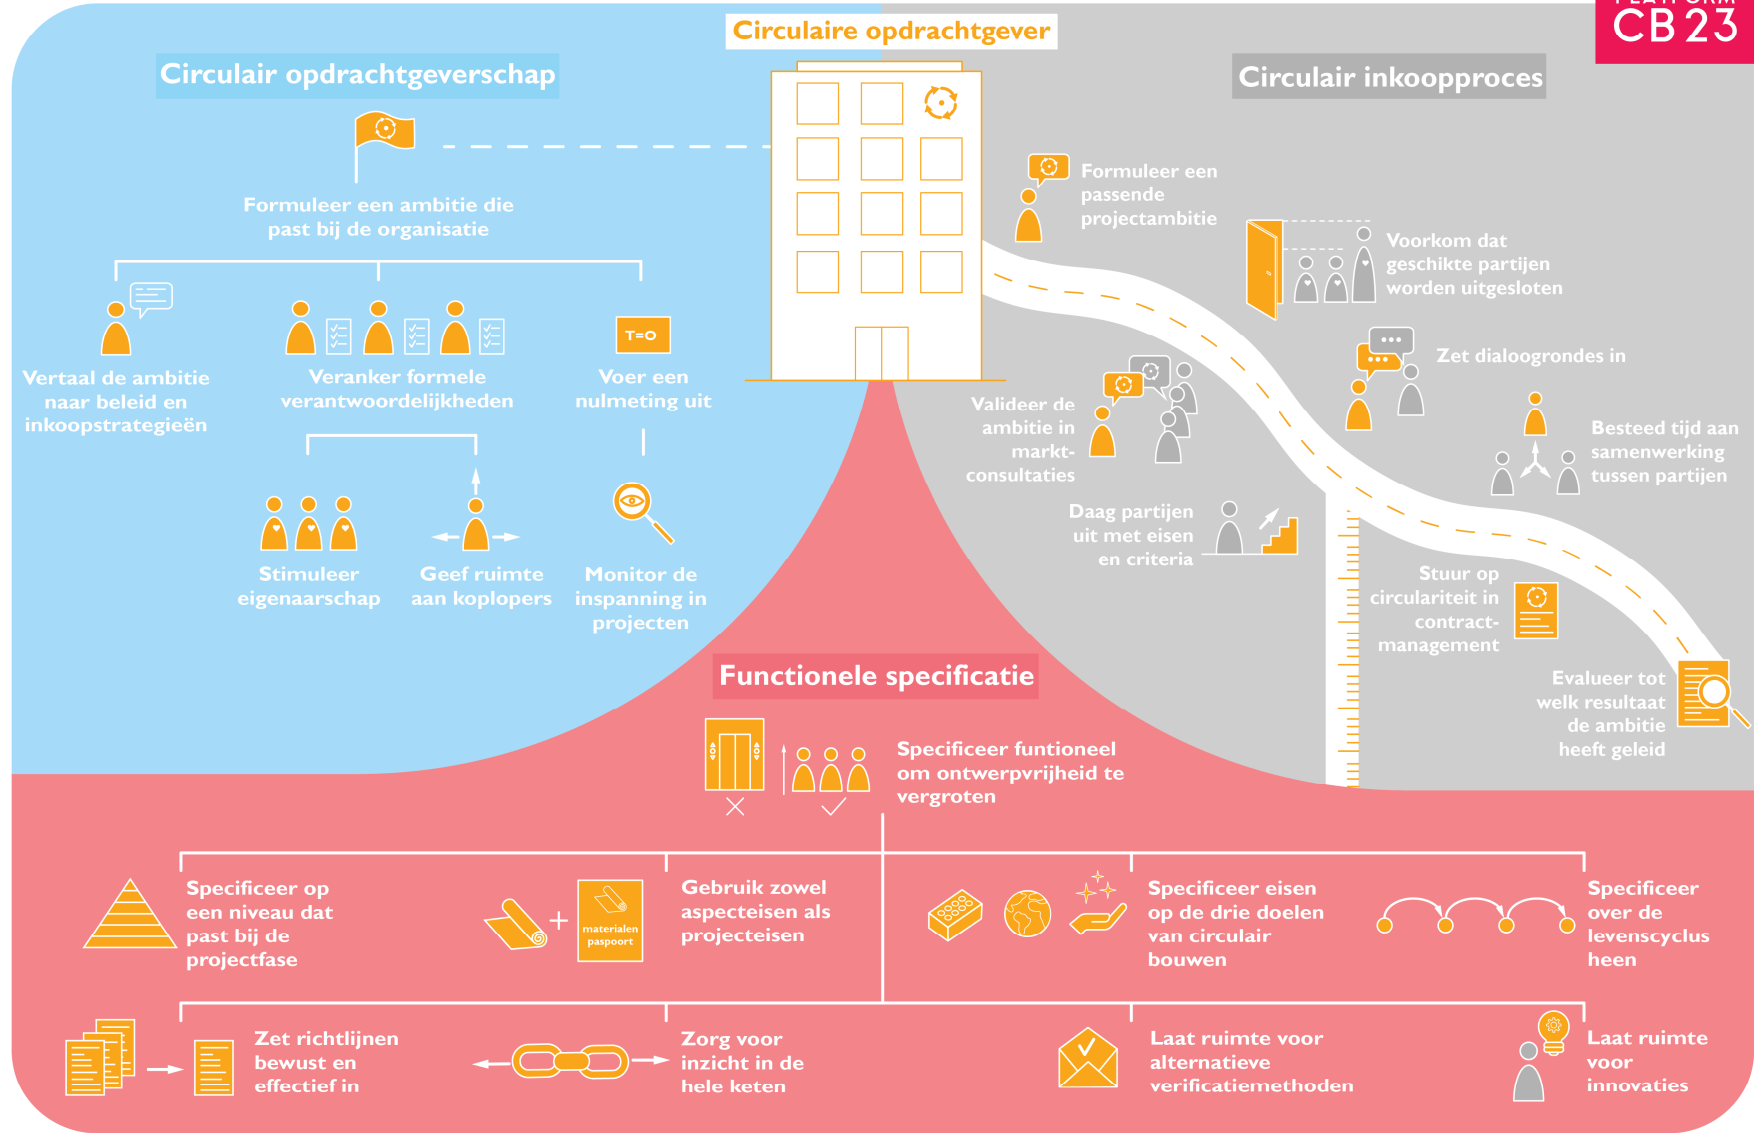 PLATFORM
CB 23
Circulaire opdrachtgever
Circulair opdrachtgeverschap
Formuleer een ambitie die
past bij de organisatie
Vertaal de ambitie
naar beleid en
inkoopstrategieën
Veranker formele
verantwoordelijkheden
T=0
Voer een
nulmeting uit
Stimuleer
eigenaarschap
Geef ruimte
aan koplopers
Monitor de
inspanning in
projecten
Circulair inkoopproces
Formuleer een
passende
projectambitie
Voorkom dat
geschikte partijen
worden uitgesloten
Valideer de
ambitie in
markt-
consultaties
Zet dialoogrondes in
Daag partijen
uit met eisen
en criteria
Besteed tijd aan
samenwerking
tussen partijen
Stuur op
circulariteit in
contract-
management
Evalueer tot
welk resultaat
de ambitie
heeft geleid
Functionele specificatie
Specificeer funtioneel
om ontwerpvrijheid te
vergroten
Specificeer op
een niveau dat
past bij de
projectfase
materialen
paspoort
Gebruik zowel
aspecteisen als
projecteisen
Specificeer eisen
op de drie doelen
van circulair
bouwen
Specificeer
over de
levenscyclus
heen
Zet richtlijnen
bewust en
effectief in
Zorg voor
inzicht in de
hele keten
Laat ruimte voor
alternatieve
verificatiemethoden
Laat ruimte
voor
innovaties